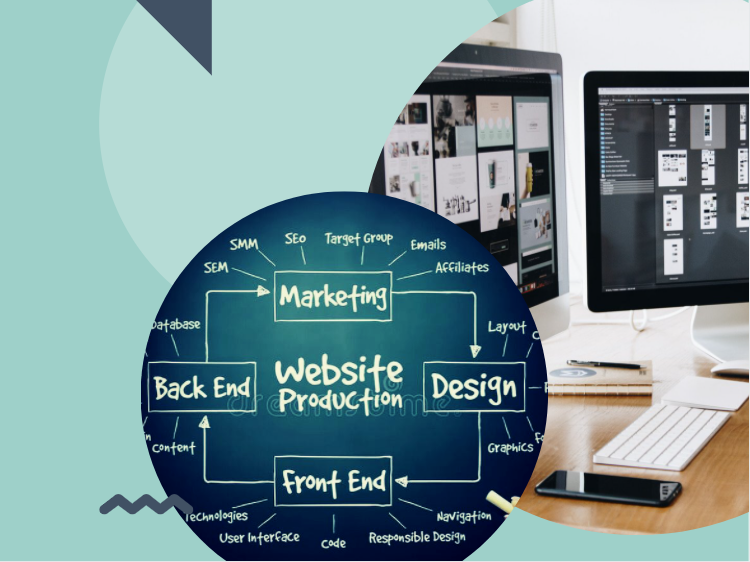 SMM
SEO
Target Group
Emails
SEM
Affiliates
Marketing
Database
Layout
Website
Production
Back End
Design
Content
Graphics
Front End
Technologies
Navigation
User Interface
Code
Responsible Design
dreamstime